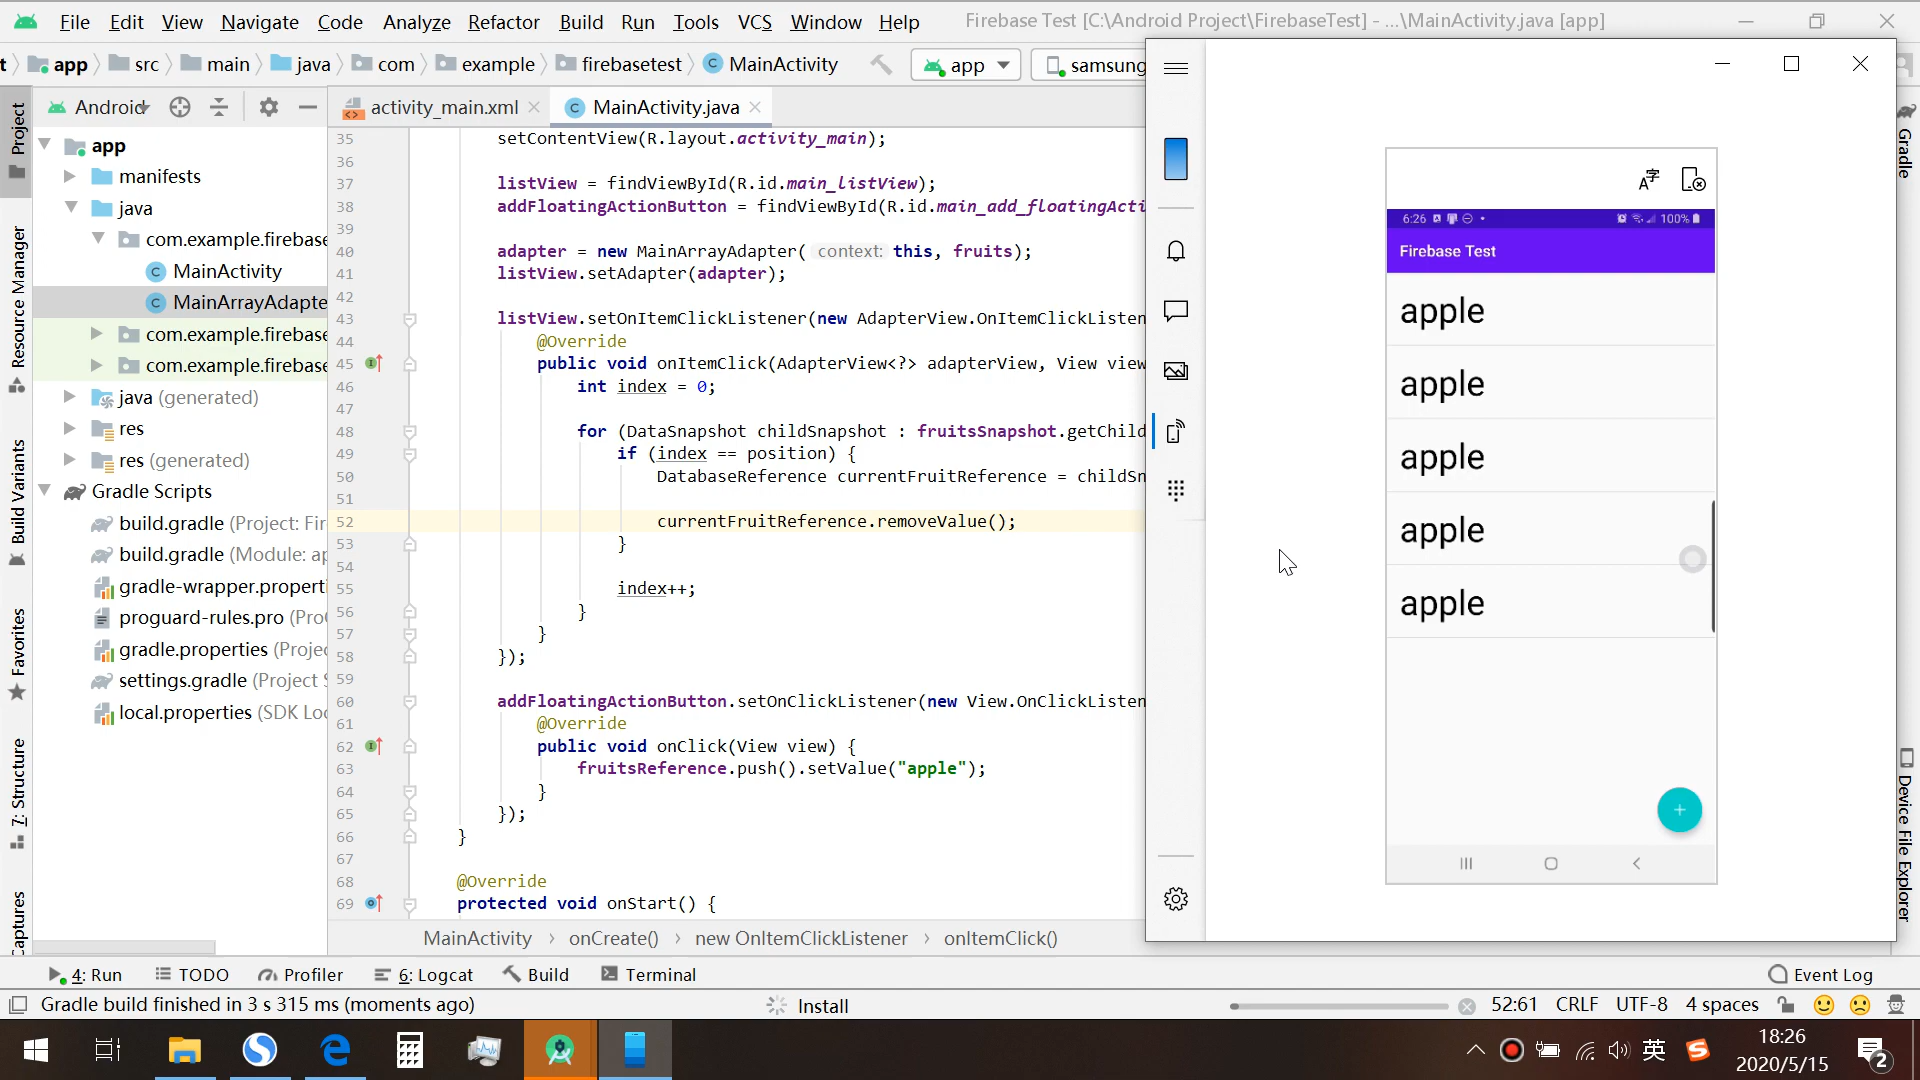 File Edit View Navigate Code Analyze Refactor Build Run Tools VCS Window Help Firebase Test [C:\Android Project\FirebaseTest] - ...\MainActivity.java [app]
t app src main java com example firebasetest MainActivity app samsung
Project
Android
activity_main.xml MainActivity.java
app
manifests
java
com.example.firebase
MainActivity
MainArrayAdapte
com.example.firebase
com.example.firebase
java (generated)
res
res (generated)
Gradle Scripts
build.gradle (Project: Fir
build.gradle (Module: ap
gradle-wrapper.properti
proguard-rules.pro (Pro
gradle.properties (Proje
settings.gradle (Project S
local.properties (SDK Loc
Resource Manager
Build Variants
Favorites
7: Structure
Captures
35 setContentView(R.layout.activity_main);
36
37 listView = findViewById(R.id.main_listView);
38 addFloatingActionButton = findViewById(R.id.main_add_floatingActi
39
40 adapter = new MainArrayAdapter( context: this, fruits);
41 listView.setAdapter(adapter);
42
43 listView.setOnItemClickListener(new AdapterView.OnItemClickListen
44 @Override
45 public void onItemClick(AdapterView<?> adapterView, View view
46 int index = 0;
47
48 for (DataSnapshot childSnapshot : fruitsSnapshot.getChild
49 if (index == position) {
50 DatabaseReference currentFruitReference = childSn
51
52 currentFruitReference.removeValue();
53 }
54
55 index++;
56 }
57 }
58 });
59
60 addFloatingActionButton.setOnClickListener(new View.OnClickListen
61 @Override
62 public void onClick(View view) {
63 fruitsReference.push().setValue("apple");
64 }
65 });
66 }
67
68 @Override
69 protected void onStart() {
MainActivity › onCreate() › new OnItemClickListener › onItemClick()
A字
6:26 100%
Firebase Test
apple
apple
apple
apple
apple
+
Gradle
Device File Explorer
4: Run TODO Profiler 6: Logcat Build Terminal Event Log
Gradle build finished in 3 s 315 ms (moments ago) Install 52:61 CRLF UTF-8 4 spaces
英 18:26
2020/5/15 2